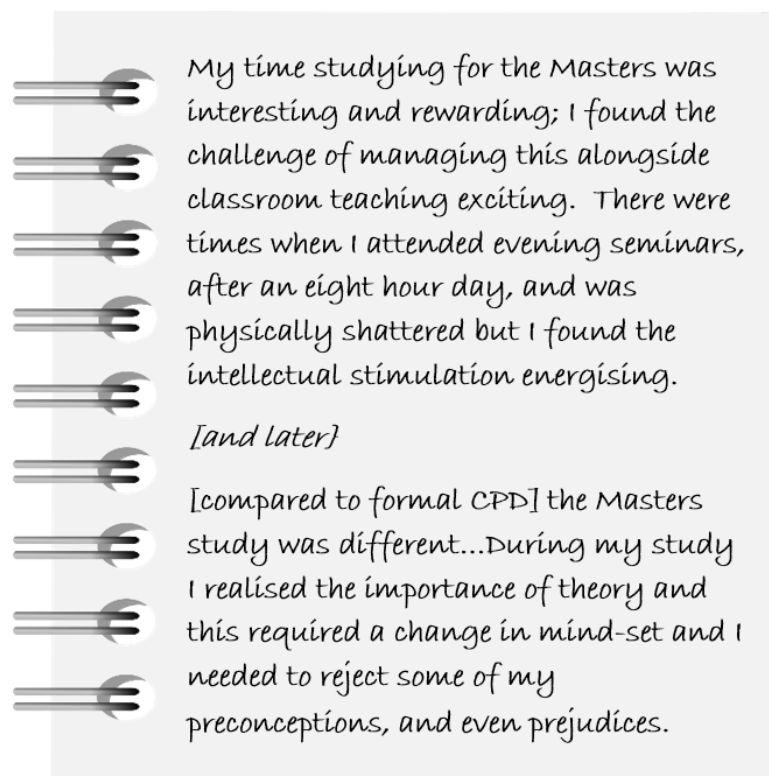 My time studying for the Masters was
interesting and rewarding; I found the
challenge of managing this alongside
classroom teaching exciting.  There were
times when I attended evening seminars,
after an eight hour day, and was
physically shattered but I found the
intellectual stimulation energising.
[and later}
[compared to formal CPD] the Masters
study was different...During my study
I realised the importance of theory and
this required a change in mind-set and I
needed to reject some of my
preconceptions, and even prejudices.